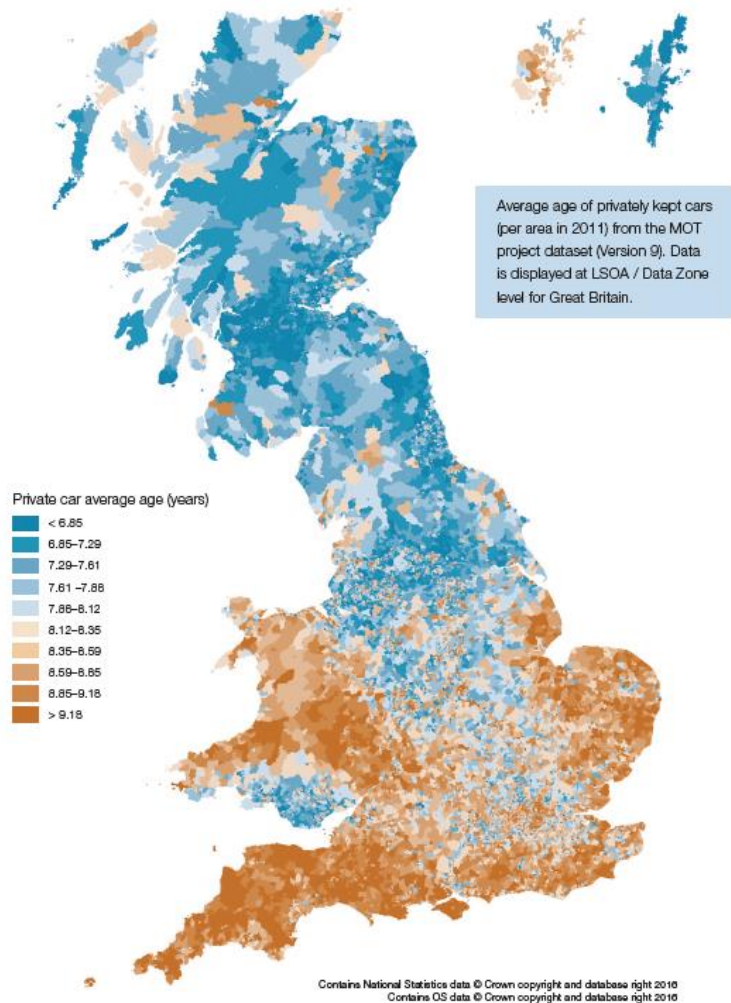 Average age of privately kept cars
(per area in 2011) from the MOT
project dataset (Version 9). Data
is displayed at LSOA / Data Zone
level for Great Britain.
Private car average age (years)
< 6.85
6.85–7.29
7.29–7.61
7.61 –7.88
7.88–8.12
8.12–8.35
8.35–8.59
8.59–8.85
8.85–9.18
> 9.18
Contains National Statistics data © Crown copyright and database right 2016
Contains OS data © Crown copyright and database right 2016